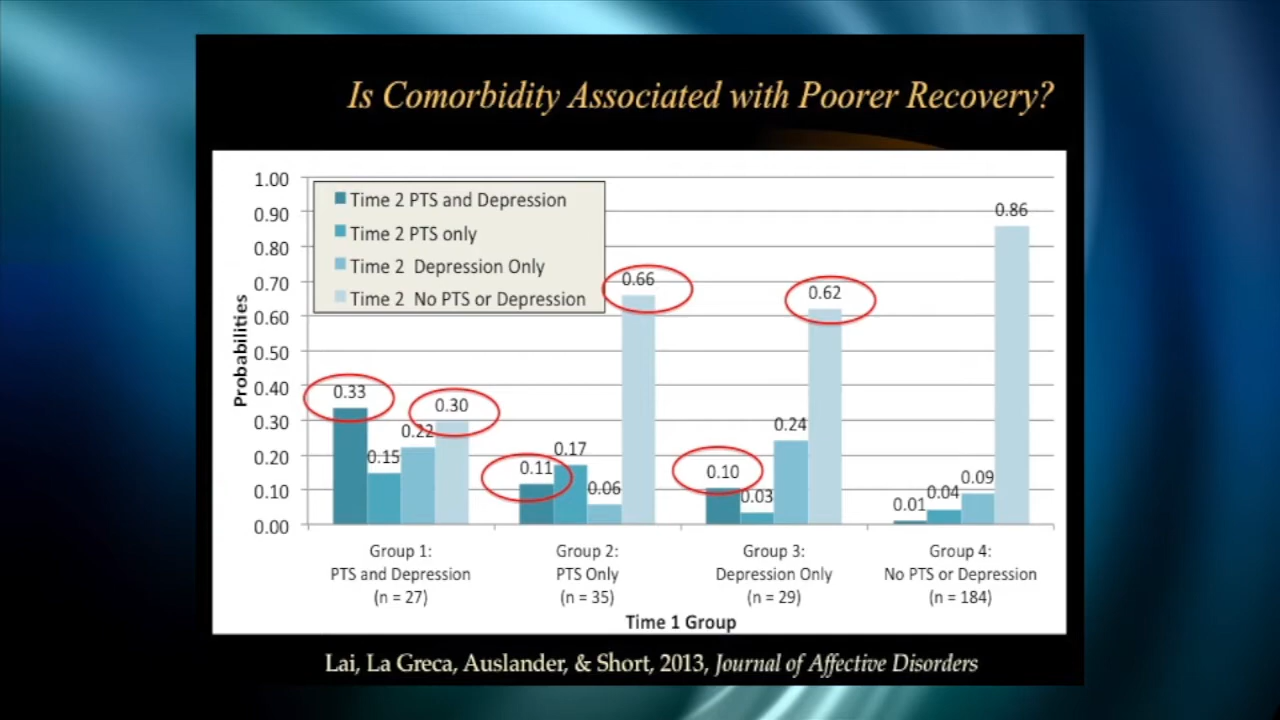 Is Comorbidity Associated with Poorer Recovery?
1.00
0.90
0.80
0.70
0.60
0.50
0.40
0.30
0.20
0.10
0.00
Probabilities
Time 2 PTS and Depression
Time 2 PTS only
Time 2 Depression Only
Time 2 No PTS or Depression
0.33
0.15
0.22
0.30
0.11
0.17
0.06
0.66
0.10
0.03
0.24
0.62
0.01
0.04
0.09
0.86
Group 1:
PTS and Depression
(n = 27)
Group 2:
PTS Only
(n = 35)
Group 3:
Depression Only
(n = 29)
Group 4:
No PTS or Depression
(n = 184)
Time 1 Group
Lai, La Greca, Auslander, & Short, 2013, Journal of Affective Disorders